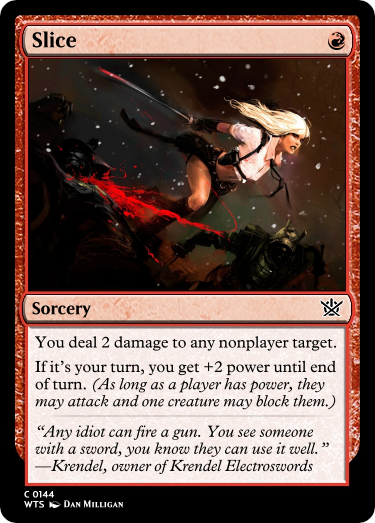 Slice
Sorcery
You deal 2 damage to any nonplayer target.
If it's your turn, you get +2 power until end
of turn. (As long as a player has power, they
may attack and one creature may block them.)
“Any idiot can fire a gun. You see someone
with a sword, you know they can use it well.”
—Krendel, owner of Krendel Electroswords
C 0144
WTS DAN MILLIGAN